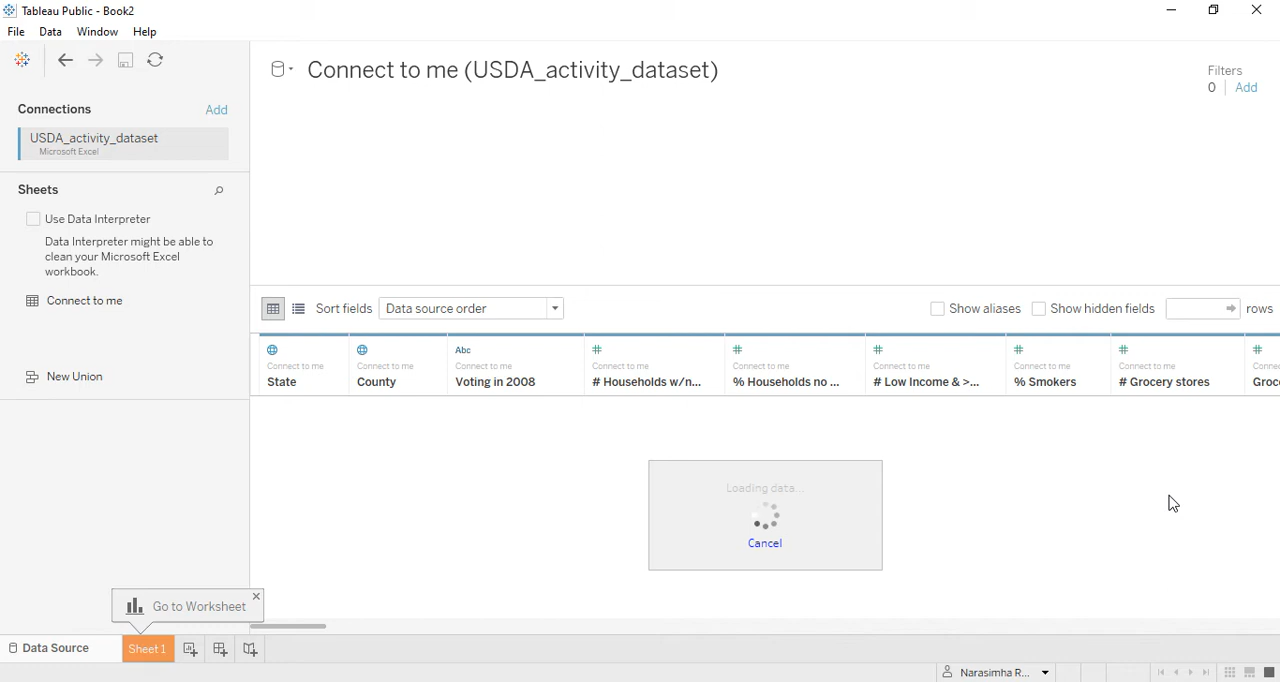 Tableau Public - Book2
File Data Window Help
Connections Add
USDA_activity_dataset
Microsoft Excel
Sheets
Use Data Interpreter
Data Interpreter might be able to
clean your Microsoft Excel
workbook.
Connect to me
New Union
Connect to me (USDA_activity_dataset)
Filters
0 Add
Sort fields Data source order Show aliases Show hidden fields rows
Abc
Connect to me Connect to me Connect to me Connect to me Connect to me Connect to me Connect to me Connect to me Connec
State County Voting in 2008 # Households w/n... % Households no ... # Low Income & >... % Smokers # Grocery stores Groc
Loading data...
Cancel
Go to Worksheet
Data Source Sheet 1
Narasimha R...